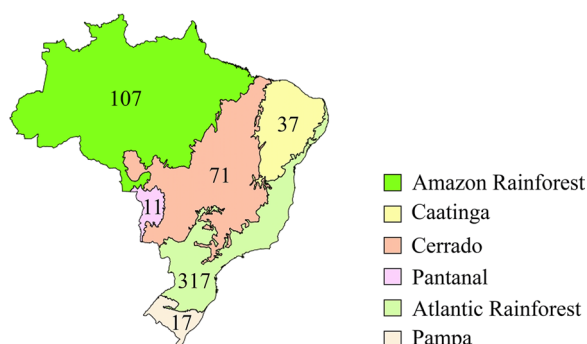 107
37
71
11
317
17
Amazon Rainforest
Caatinga
Cerrado
Pantanal
Atlantic Rainforest
Pampa